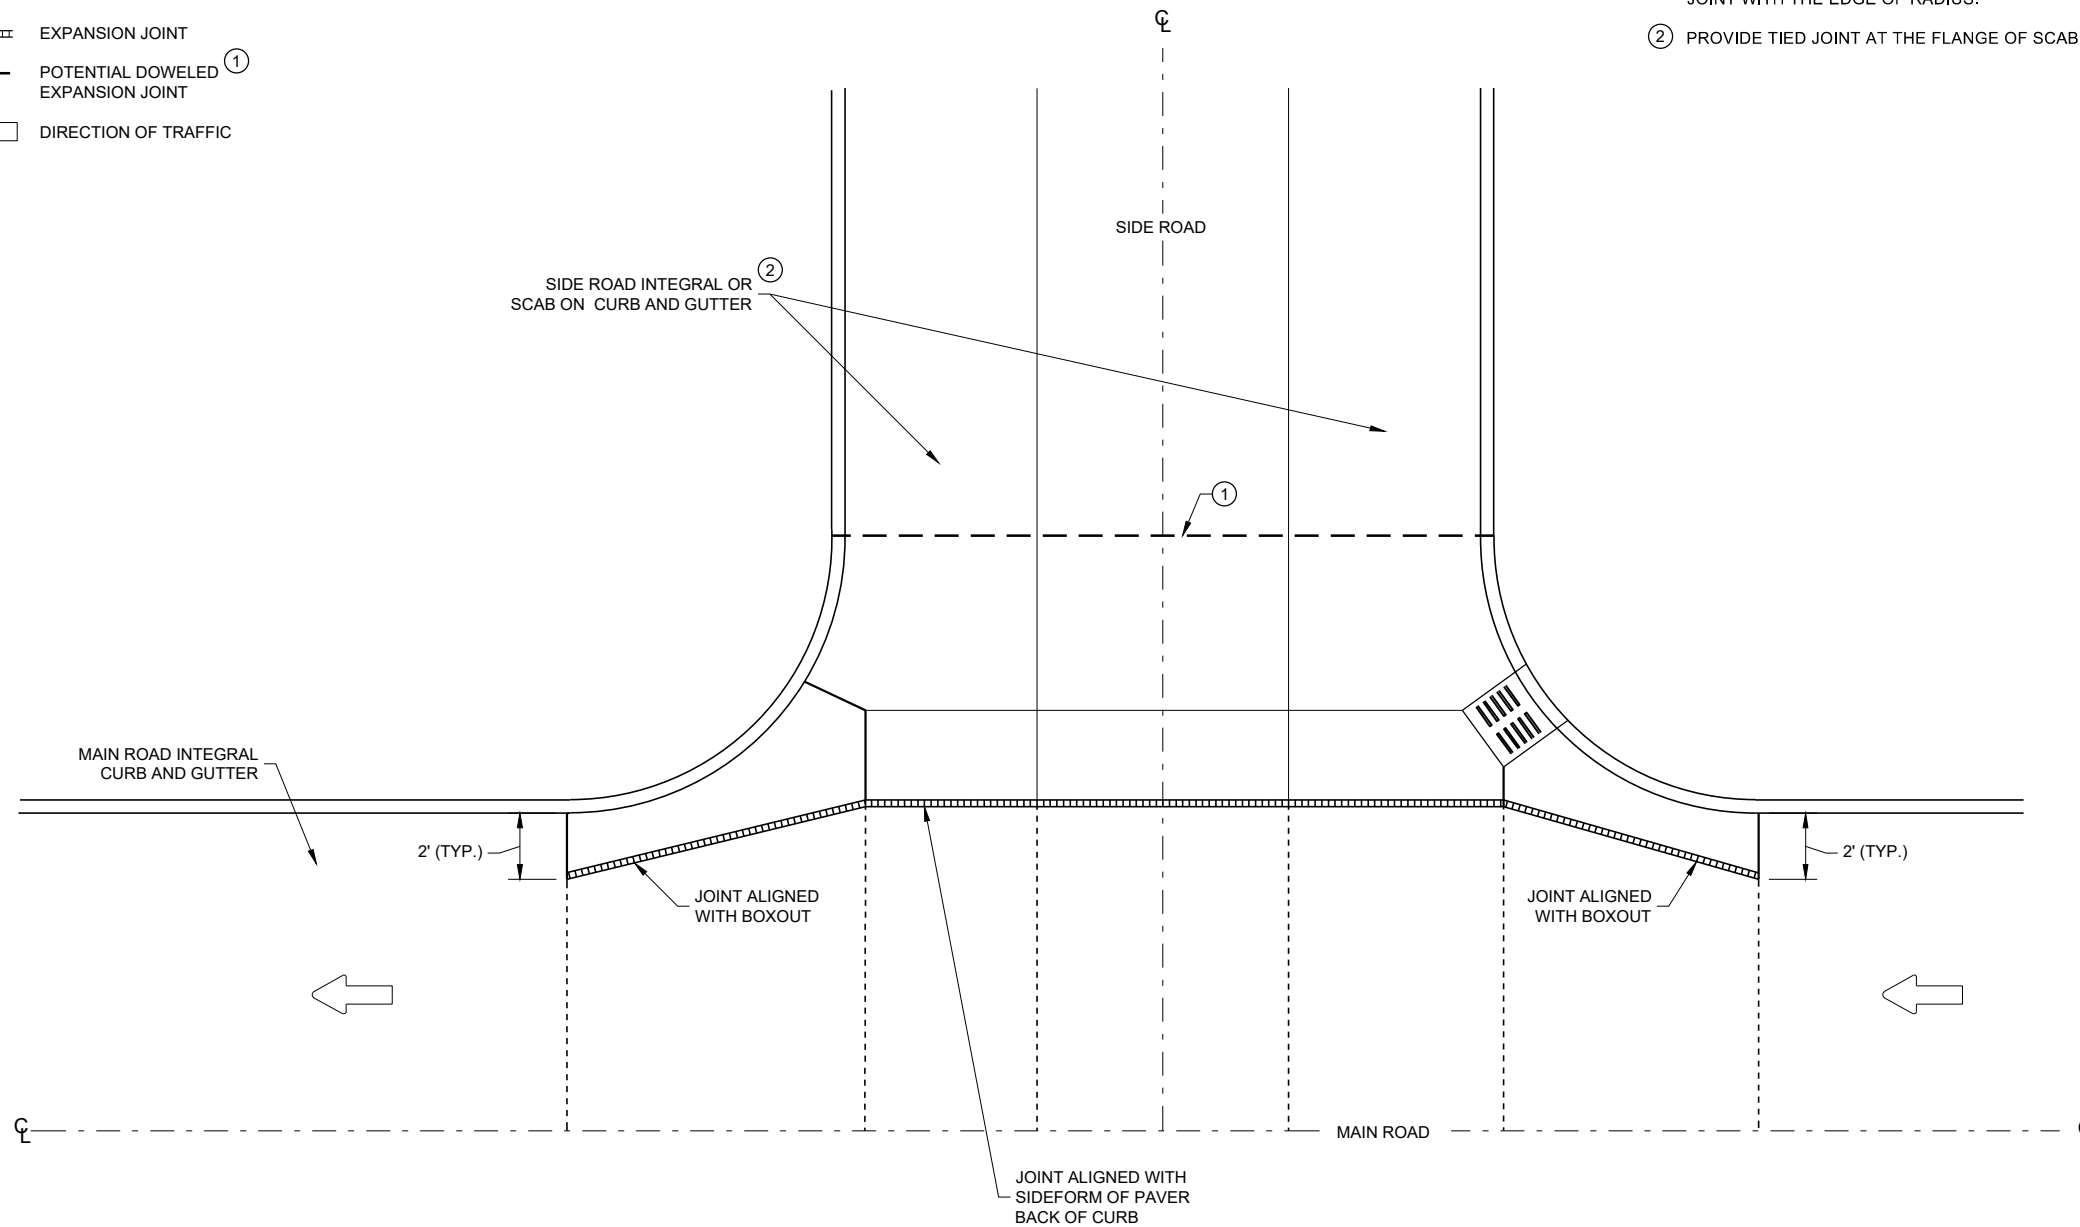 JOINT WITH THE EDGE OF RADIUS.
② PROVIDE TIED JOINT AT THE FLANGE OF SCAB
EXPANSION JOINT
POTENTIAL DOWELED ①
EXPANSION JOINT
DIRECTION OF TRAFFIC
℄
SIDE ROAD
SIDE ROAD INTEGRAL OR ②
SCAB ON CURB AND GUTTER
①
MAIN ROAD INTEGRAL
CURB AND GUTTER
2' (TYP.)
2' (TYP.)
JOINT ALIGNED
WITH BOXOUT
JOINT ALIGNED
WITH BOXOUT
℄
MAIN ROAD
JOINT ALIGNED WITH
SIDEFORM OF PAVER
BACK OF CURB